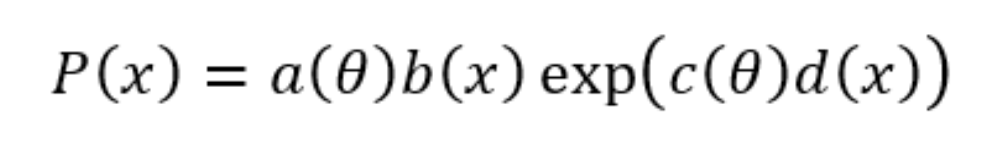 P(x) = a(θ)b(x) exp(c(θ)d(x))